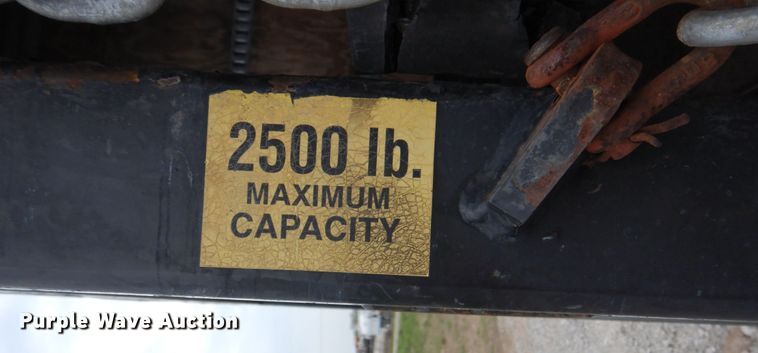 2500 lb.
MAXIMUM
CAPACITY
Purple Wave Auction